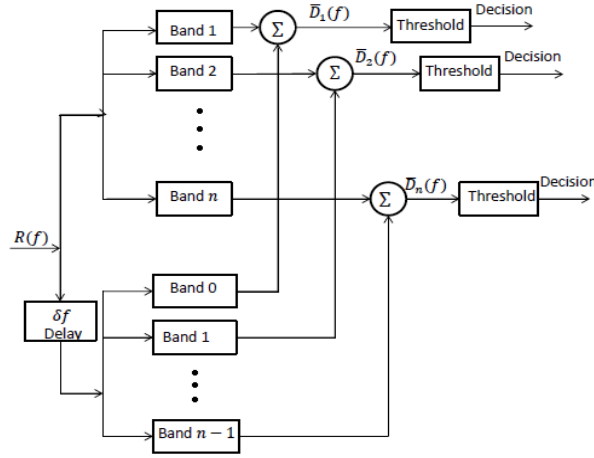 Band 1
Σ
D̅₁(f)
Threshold
Decision
Band 2
Σ
D̅₂(f)
Threshold
Decision
Band n
Σ
D̅ₙ(f)
Threshold
Decision
R(f)
δf
Delay
Band 0
Band 1
Band n − 1